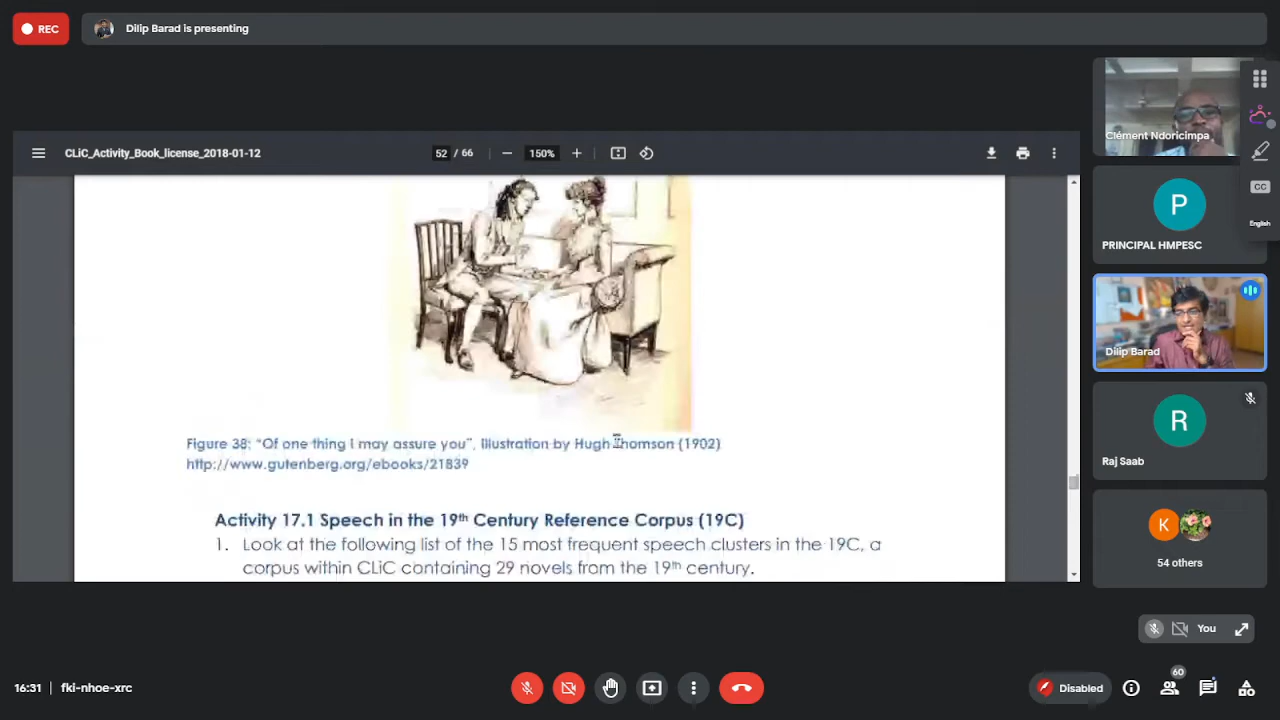 REC
Dilip Barad is presenting
CLiC_Activity_Book_license_2018-01-12
52 / 66
150%
Figure 38: "Of one thing I may assure you", Illustration by Hugh Thomson (1902)
http://www.gutenberg.org/ebooks/21839
Activity 17.1 Speech in the 19th Century Reference Corpus (19C)
1. Look at the following list of the 15 most frequent speech clusters in the 19C, a
corpus within CLiC containing 29 novels from the 19th century.
Clément Ndoricimpa
CC
English
P
PRINCIPAL HMPESC
Dilip Barad
R
Raj Saab
K
54 others
You
16:31 | fki-nhoe-xrc
Disabled
60